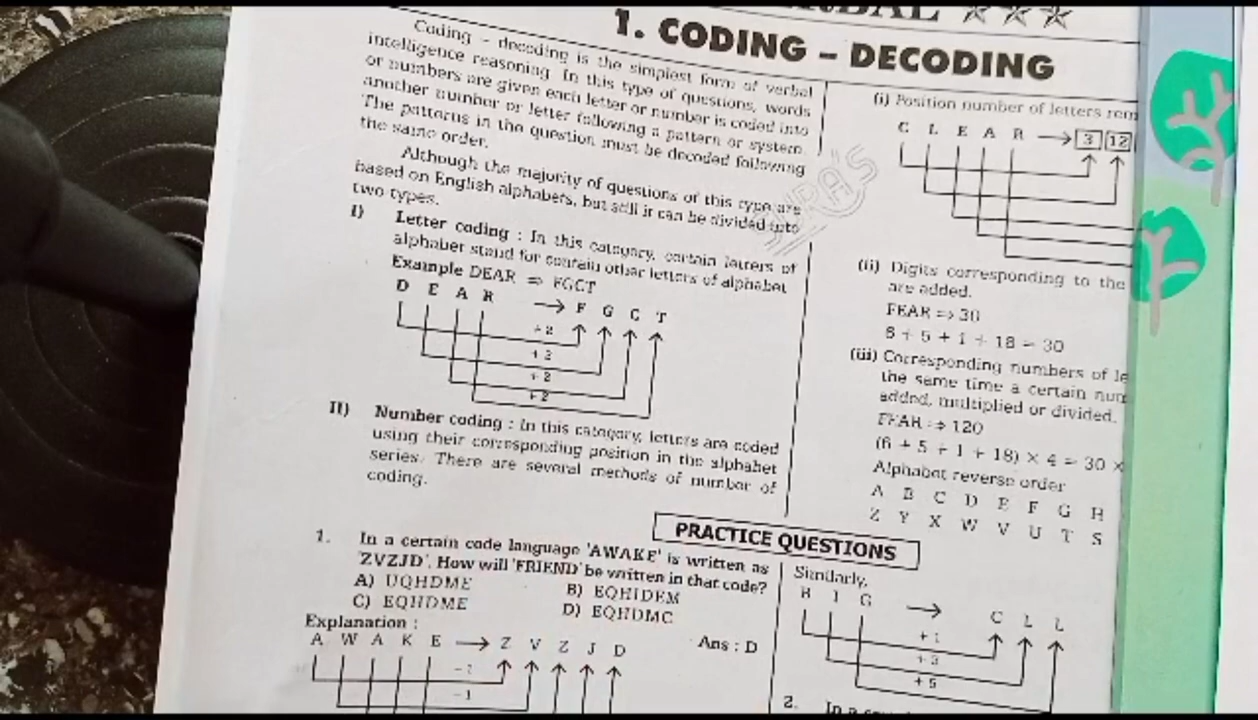 1. CODING – DECODING
Coding – decoding is the simplest form of verbal
intelligence reasoning. In this type of questions, words
or numbers are given each letter or number is coded into
another number or letter following a pattern or system.
The patterns in the question must be decoded following
the same order.
Although the majority of questions of this type are
based on English alphabets, but still it can be divided into
two types.
I) Letter coding : In this category, certain letters of
alphabet stand for certain other letters of alphabet
Example DEAR ⇒ FGCT
D E A R → F G C T
+2
+2
+2
+2
II) Number coding : In this category, letters are coded
using their corresponding position in the alphabet
series. There are several methods of number of
coding.
(i) Position number of letters rem
C L E A R → 3 12
SURA'S
(ii) Digits corresponding to the
are added.
FEAR => 30
6 + 5 + 1 + 18 = 30
(iii) Corresponding numbers of le
the same time a certain num
added, multiplied or divided.
FEAR ⇒ 120
(6 + 5 + 1 + 18) × 4 = 30 ×
Alphabet reverse order
A B C D E F G H
Z Y X W V U T S
PRACTICE QUESTIONS
1. In a certain code language 'AWAKE' is written as
'ZVZJD'. How will 'FRIEND' be written in that code?
A) UQHDME B) EQHIDEM
C) EQHDME D) EQHDMC
Explanation : Ans : D
A W A K E → Z V Z J D
-1
-1
Similarly,
B I G → C L L
+1
+3
+5
2. In a